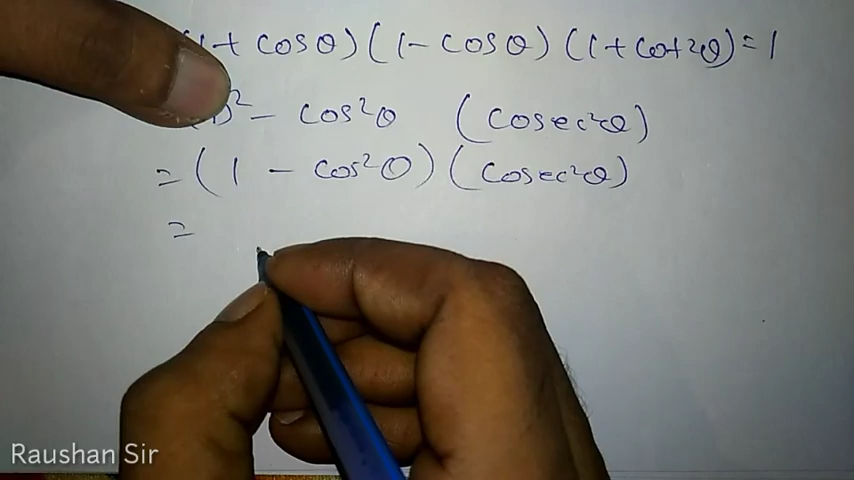 1 + cosθ) (1 - cosθ) (1 + cot²θ) = 1
)² - cos²θ (cosec²θ)
= (1 - cos²θ) (cosec²θ)
=
Raushan Sir